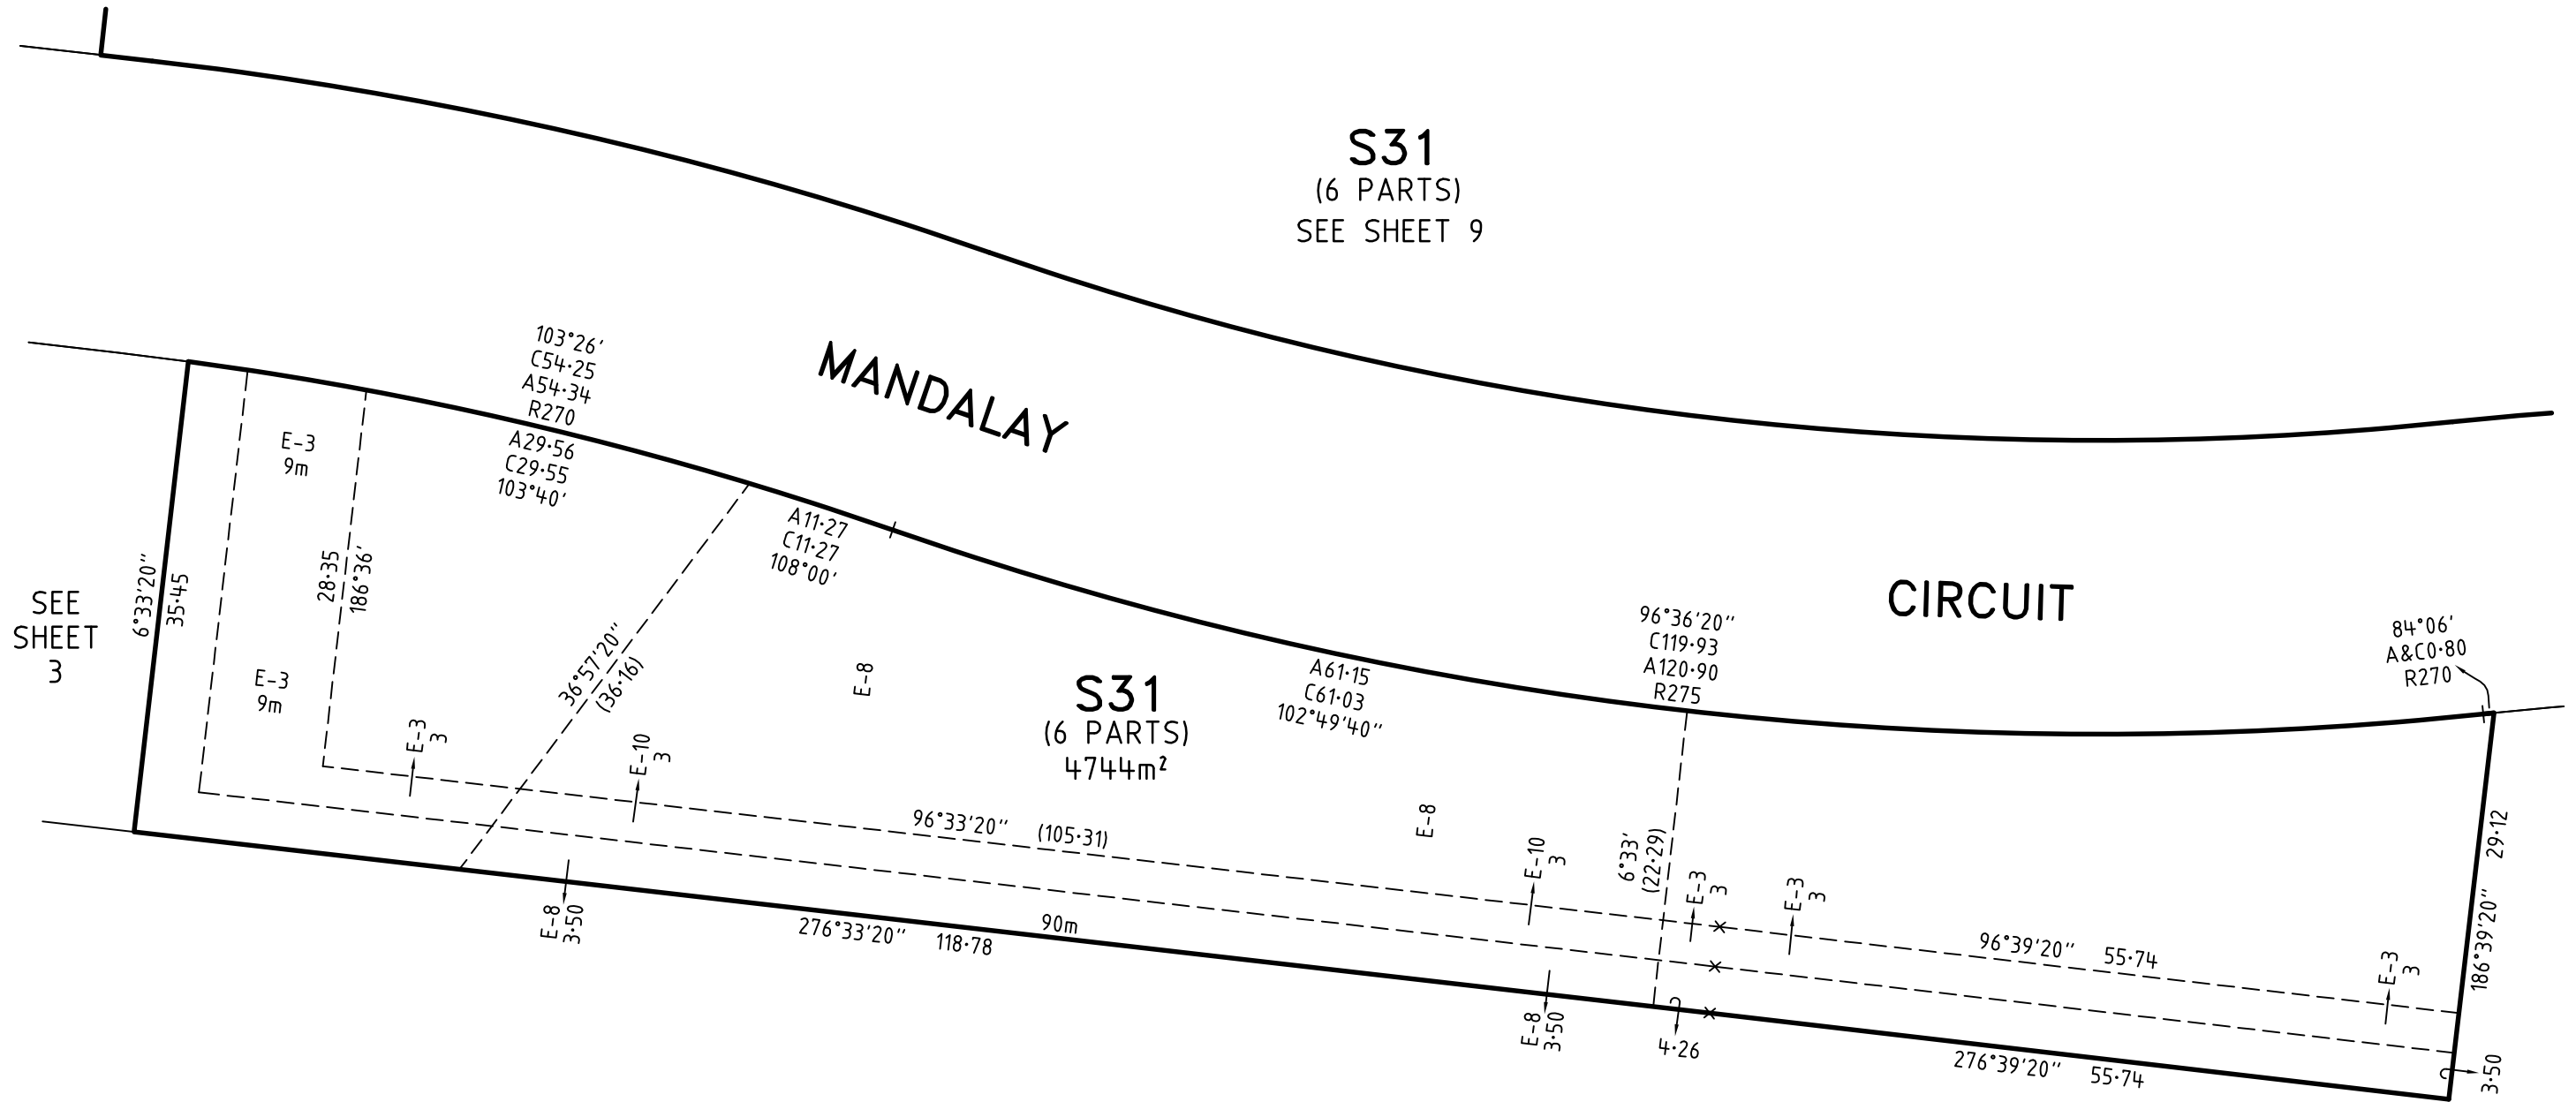 S31
(6 PARTS)
SEE SHEET 9
103°26'
C54·25
A54·34
R270
A29·56
C29·55
103°40'
MANDALAY
CIRCUIT
E-3
9m
28·35
186°36'
6°33'20"
35·45
SEE
SHEET
3
E-3
9m
36°57'20"
(36·16)
A11·27
C11·27
108°00'
E-8
S31
(6 PARTS)
4744m²
A61·15
C61·03
102°49'40"
96°36'20"
C119·93
A120·90
R275
84°06'
A&C0·80
R270
E-3
3
E-10
3
96°33'20" (105·31)
E-8
E-10
3
6°33'
(22·29)
E-3
3
E-3
3
96°39'20" 55·74
E-3
3
29·12
186°39'20"
E-8
3·50
276°33'20" 118·78
90m
E-8
3·50
4·26
276°39'20" 55·74
3·50